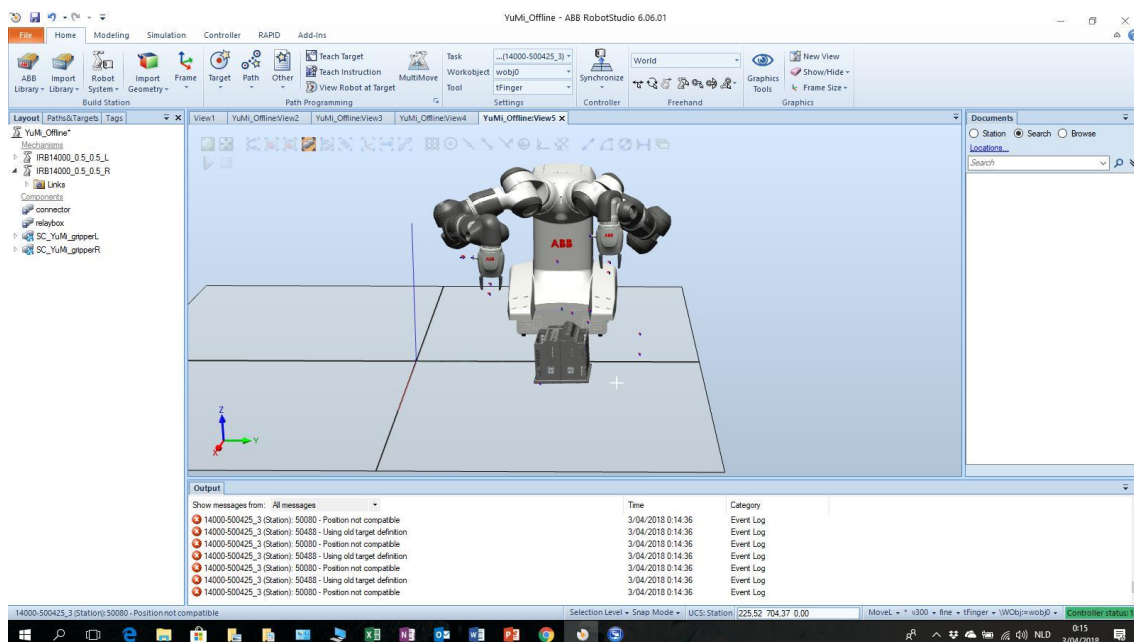 YuMi_Offline - ABB RobotStudio 6.06.01
File Home Modeling Simulation Controller RAPID Add-Ins
ABB Library Import Library Robot System Import Geometry Frame Target Path Other Teach Target Teach Instruction View Robot at Target MultiMove
Task ...(14000-500425_3)
Workobject wobj0
Tool tFinger
Synchronize World Graphics Tools New View Show/Hide Frame Size
Build Station Path Programming Settings Controller Freehand Graphics
Layout Paths&Targets Tags
View1 YuMi_Offline:View2 YuMi_Offline:View3 YuMi_Offline:View4 YuMi_Offline:View5
Documents
Station Search Browse
Locations...
Search
YuMi_Offline*
Mechanisms
IRB14000_0.5_0.5_L
IRB14000_0.5_0.5_R
Links
Components
connector
relaybox
SC_YuMi_gripperL
SC_YuMi_gripperR
ABB
ABB
ABB
Z
Y
X
Output
Show messages from: All messages Time Category
14000-500425_3 (Station): 50080 - Position not compatible 3/04/2018 0:14:36 Event Log
14000-500425_3 (Station): 50488 - Using old target definition 3/04/2018 0:14:36 Event Log
14000-500425_3 (Station): 50080 - Position not compatible 3/04/2018 0:14:36 Event Log
14000-500425_3 (Station): 50488 - Using old target definition 3/04/2018 0:14:36 Event Log
14000-500425_3 (Station): 50080 - Position not compatible 3/04/2018 0:14:36 Event Log
14000-500425_3 (Station): 50488 - Using old target definition 3/04/2018 0:14:36 Event Log
14000-500425_3 (Station): 50080 - Position not compatible 3/04/2018 0:14:36 Event Log
14000-500425_3 (Station): 50080 - Position not compatible Selection Level Snap Mode UCS: Station 225,52 704,37 0,00 MoveL * v300 fine tFinger \WObj:=wobj0 Controller status: 1
NLD 0:15
3/04/2018